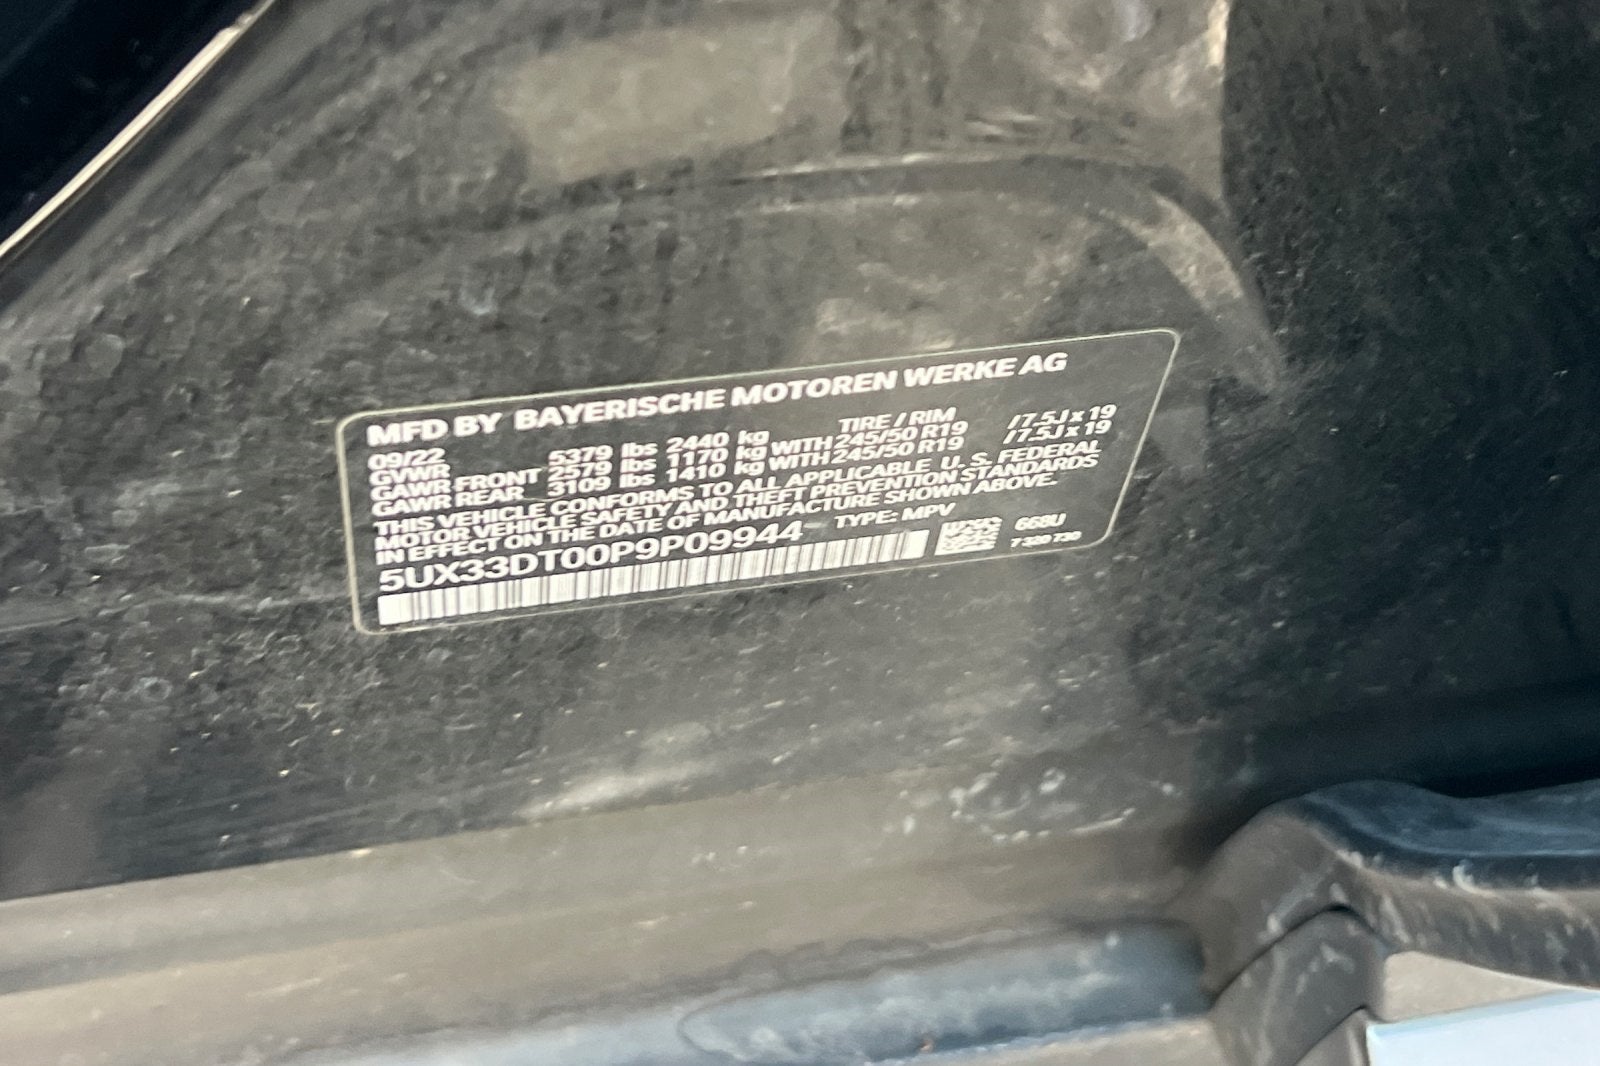 MFD BY BAYERISCHE MOTOREN WERKE AG
09/22 TIRE / RIM
GVWR 5379 lbs 2440 kg
GAWR FRONT 2579 lbs 1170 kg WITH 245/50 R19 / 7.5J x 19
GAWR REAR 3109 lbs 1410 kg WITH 245/50 R19 / 7.5J x 19
THIS VEHICLE CONFORMS TO ALL APPLICABLE U. S. FEDERAL
MOTOR VEHICLE SAFETY AND THEFT PREVENTION STANDARDS
IN EFFECT ON THE DATE OF MANUFACTURE SHOWN ABOVE.
5UX33DT00P9P09944 TYPE: MPV
668U
7 320 730